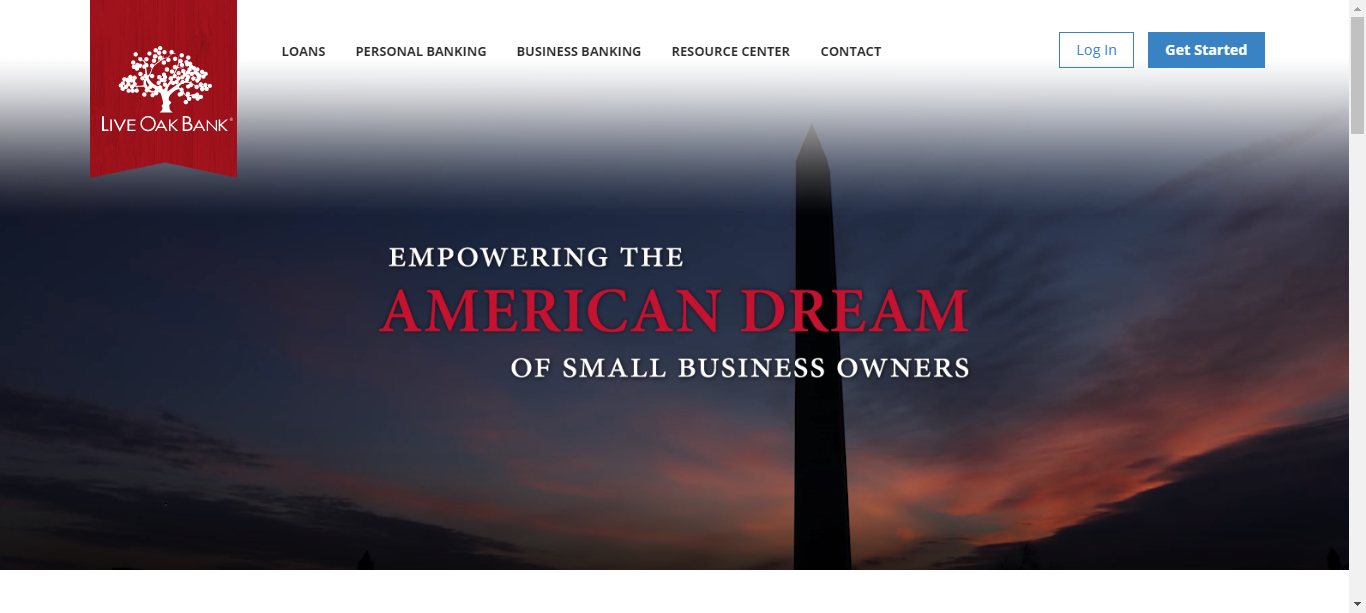 LIVE OAK BANK®
LOANS
PERSONAL BANKING
BUSINESS BANKING
RESOURCE CENTER
CONTACT
Log In
Get Started
EMPOWERING THE
AMERICAN DREAM
OF SMALL BUSINESS OWNERS